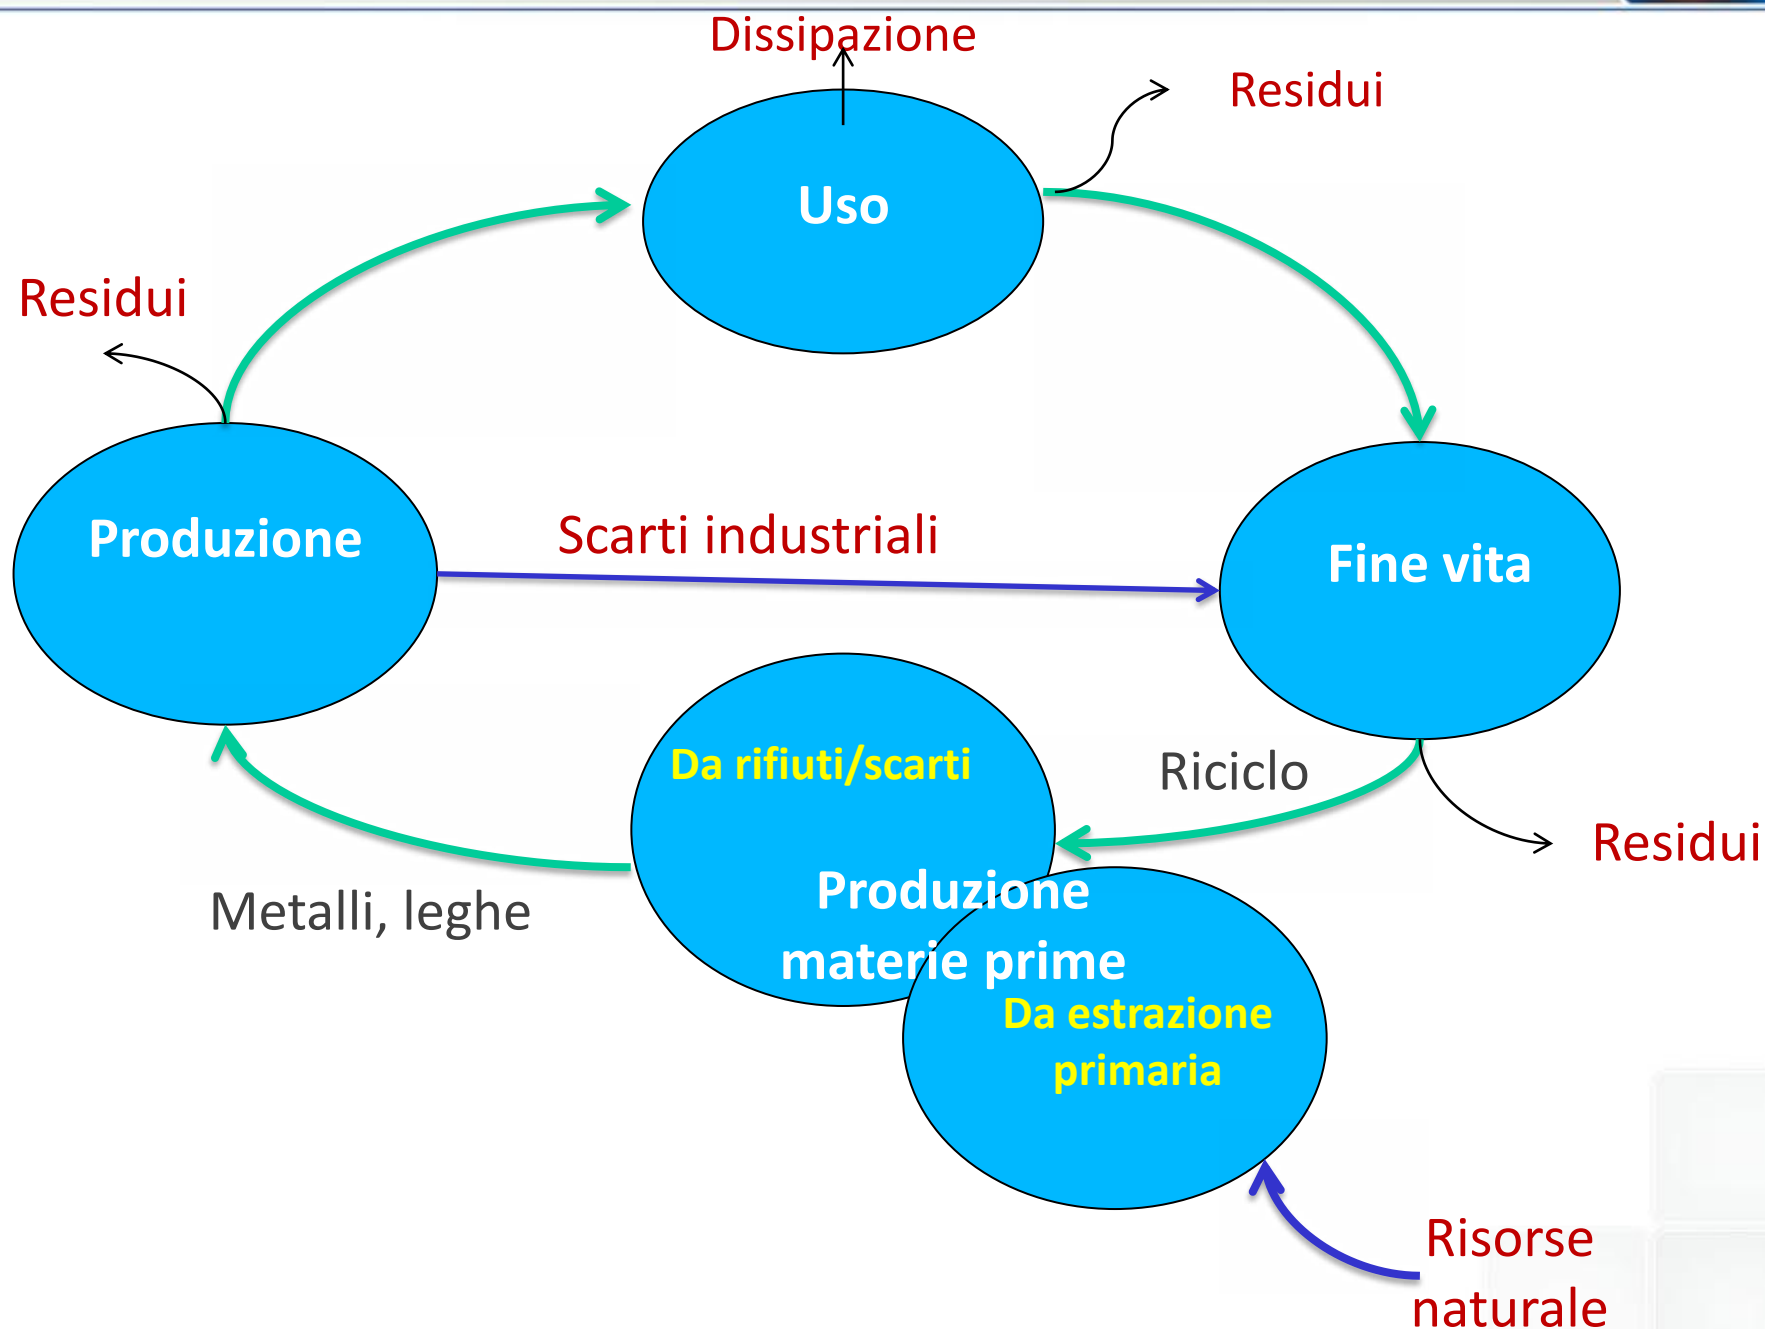 Dissipazione
Residui
Uso
Residui
Produzione
Scarti industriali
Fine vita
Da rifiuti/scarti
Riciclo
Residui
Metalli, leghe
Produzione
materie prime
Da estrazione
primaria
Risorse
naturale